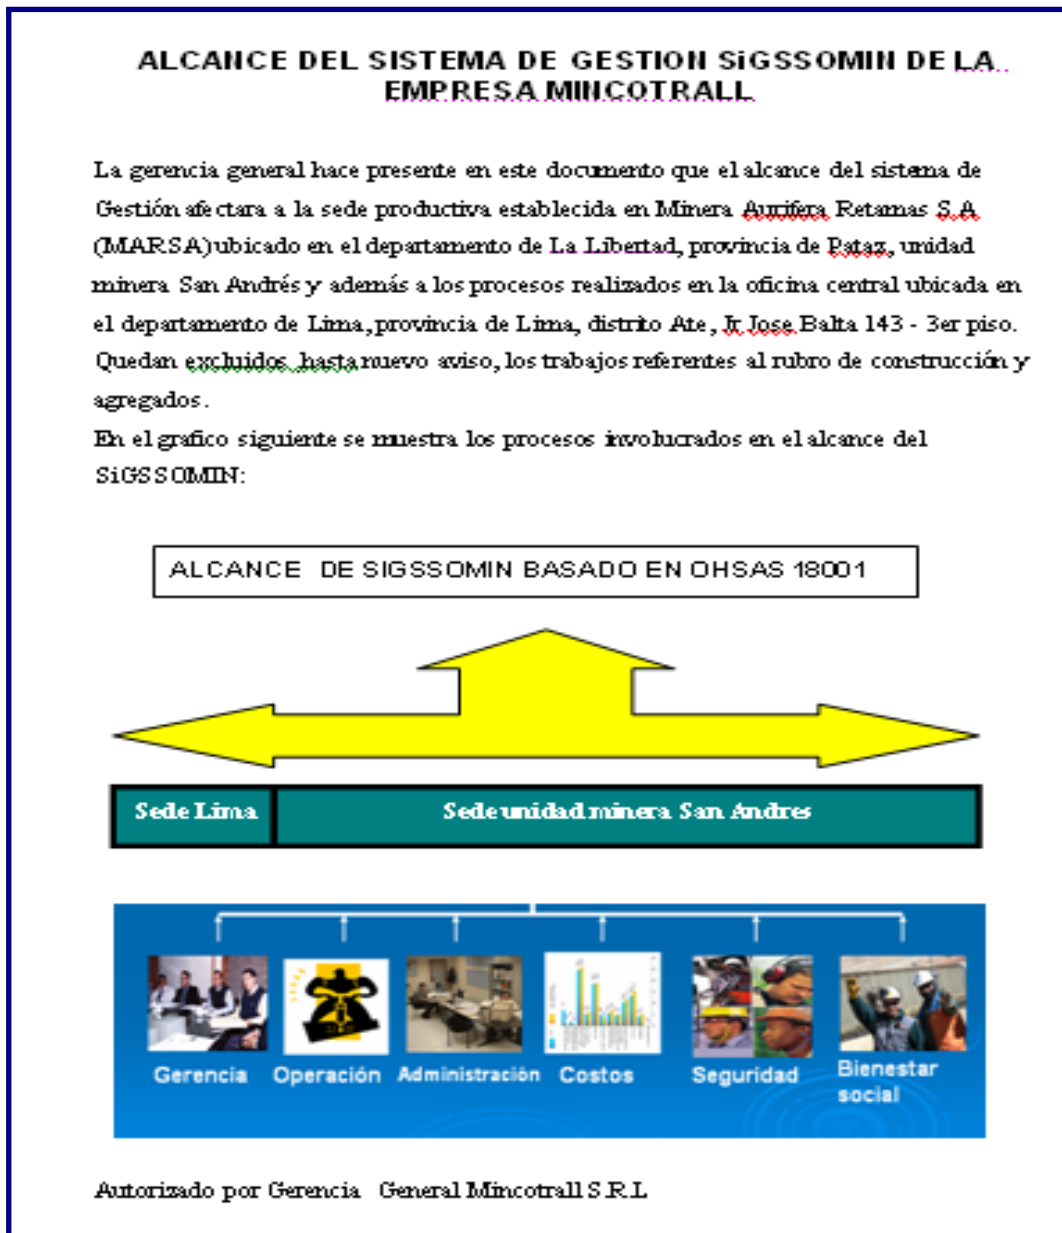 ALCANCE DEL SISTEMA DE GESTION SiGSSOMIN DE LA
EMPRESA MINCOTRALL
La gerencia general hace presente en este documento que el alcance del sistema de
Gestión afectara a la sede productiva establecida en Minera Aurifera Retamas S.A
(MARSA) ubicado en el departamento de La Libertad, provincia de Pataz, unidad
minera San Andrés y además a los procesos realizados en la oficina central ubicada en
el departamento de Lima, provincia de Lima, distrito Ate, Jr Jose Balta 143 - 3er piso.
Quedan excluidos hasta nuevo aviso, los trabajos referentes al rubro de construcción y
agregados.
En el grafico siguiente se muestra los procesos involucrados en el alcance del
SiGSSOMIN:
ALCANCE DE SIGSSOMIN BASADO EN OHSAS 18001
Sede Lima
Sede unidad minera San Andres
Gerencia
Operación
Administración
Costos
Seguridad
Bienestar
social
Autorizado por Gerencia General Mincotrall S.R.L